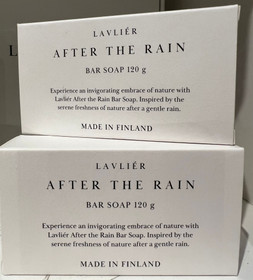 LAVLIÉR
AFTER THE RAIN
BAR SOAP 120 g
Experience an invigorating embrace of nature with
Lavliér After the Rain Bar Soap. Inspired by the
serene freshness of nature after a gentle rain.
MADE IN FINLAND
LAVLIÉR
AFTER THE RAIN
BAR SOAP 120 g
Experience an invigorating embrace of nature with
Lavliér After the Rain Bar Soap. Inspired by the
serene freshness of nature after a gentle rain.
MADE IN FINLAND